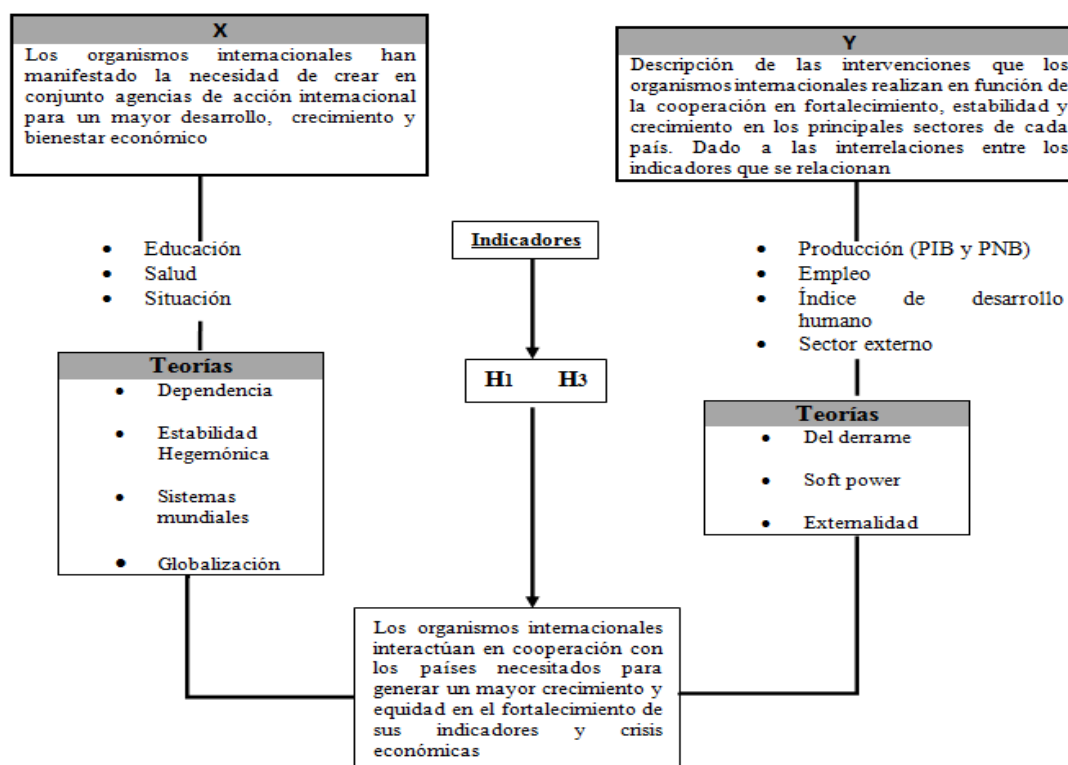 X
Los organismos internacionales han
manifestado la necesidad de crear en
conjunto agencias de acción internacional
para un mayor desarrollo, crecimiento y
bienestar económico
• Educación
• Salud
• Situación
Teorías
• Dependencia
• Estabilidad
Hegemónica
• Sistemas
mundiales
• Globalización
Indicadores
H1 H3
Y
Descripción de las intervenciones que los
organismos internacionales realizan en función de
la cooperación en fortalecimiento, estabilidad y
crecimiento en los principales sectores de cada
país. Dado a las interrelaciones entre los
indicadores que se relacionan
• Producción (PIB y PNB)
• Empleo
• Índice de desarrollo
humano
• Sector externo
Teorías
• Del derrame
• Soft power
• Externalidad
Los organismos internacionales
interactúan en cooperación con
los países necesitados para
generar un mayor crecimiento y
equidad en el fortalecimiento de
sus indicadores y crisis
económicas